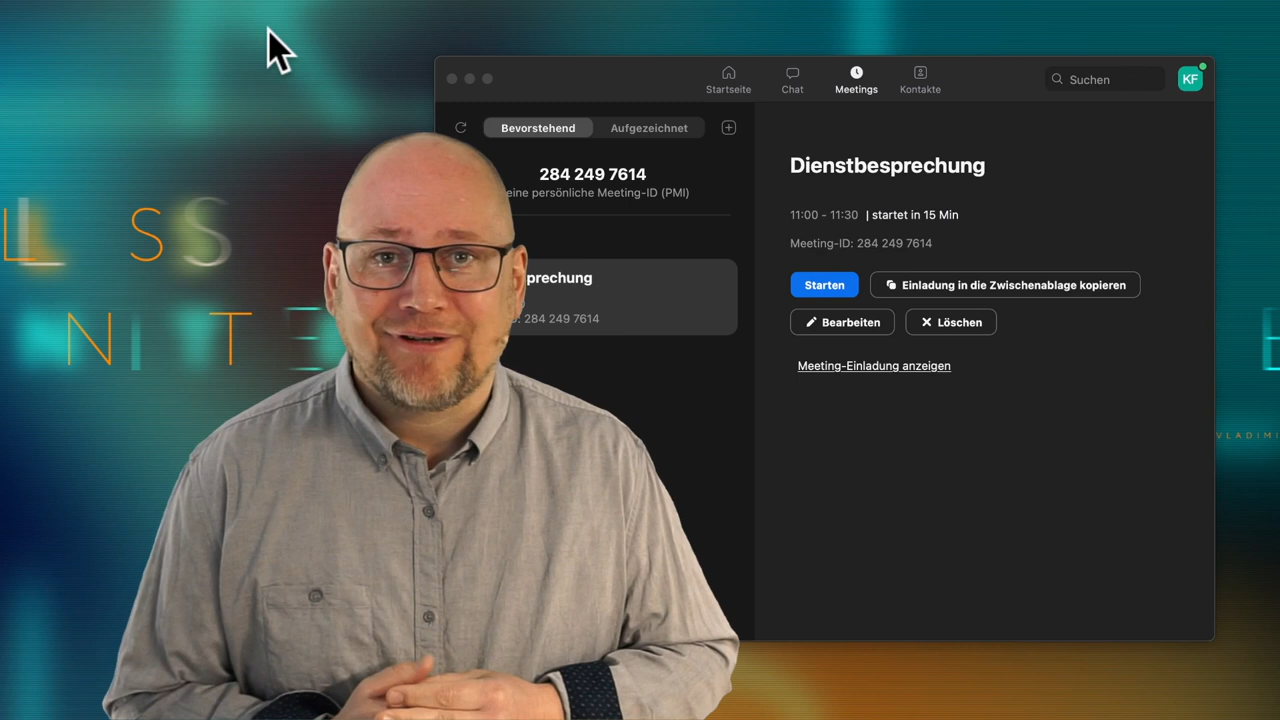 Startseite
Chat
Meetings
Kontakte
Suchen
KF
Bevorstehend
Aufgezeichnet
284 249 7614
eine persönliche Meeting-ID (PMI)
prechung
: 284 249 7614
Dienstbesprechung
11:00 - 11:30 | startet in 15 Min
Meeting-ID: 284 249 7614
Starten
Einladung in die Zwischenablage kopieren
Bearbeiten
Löschen
Meeting-Einladung anzeigen
L S S
N I T E
E
VLADIMI